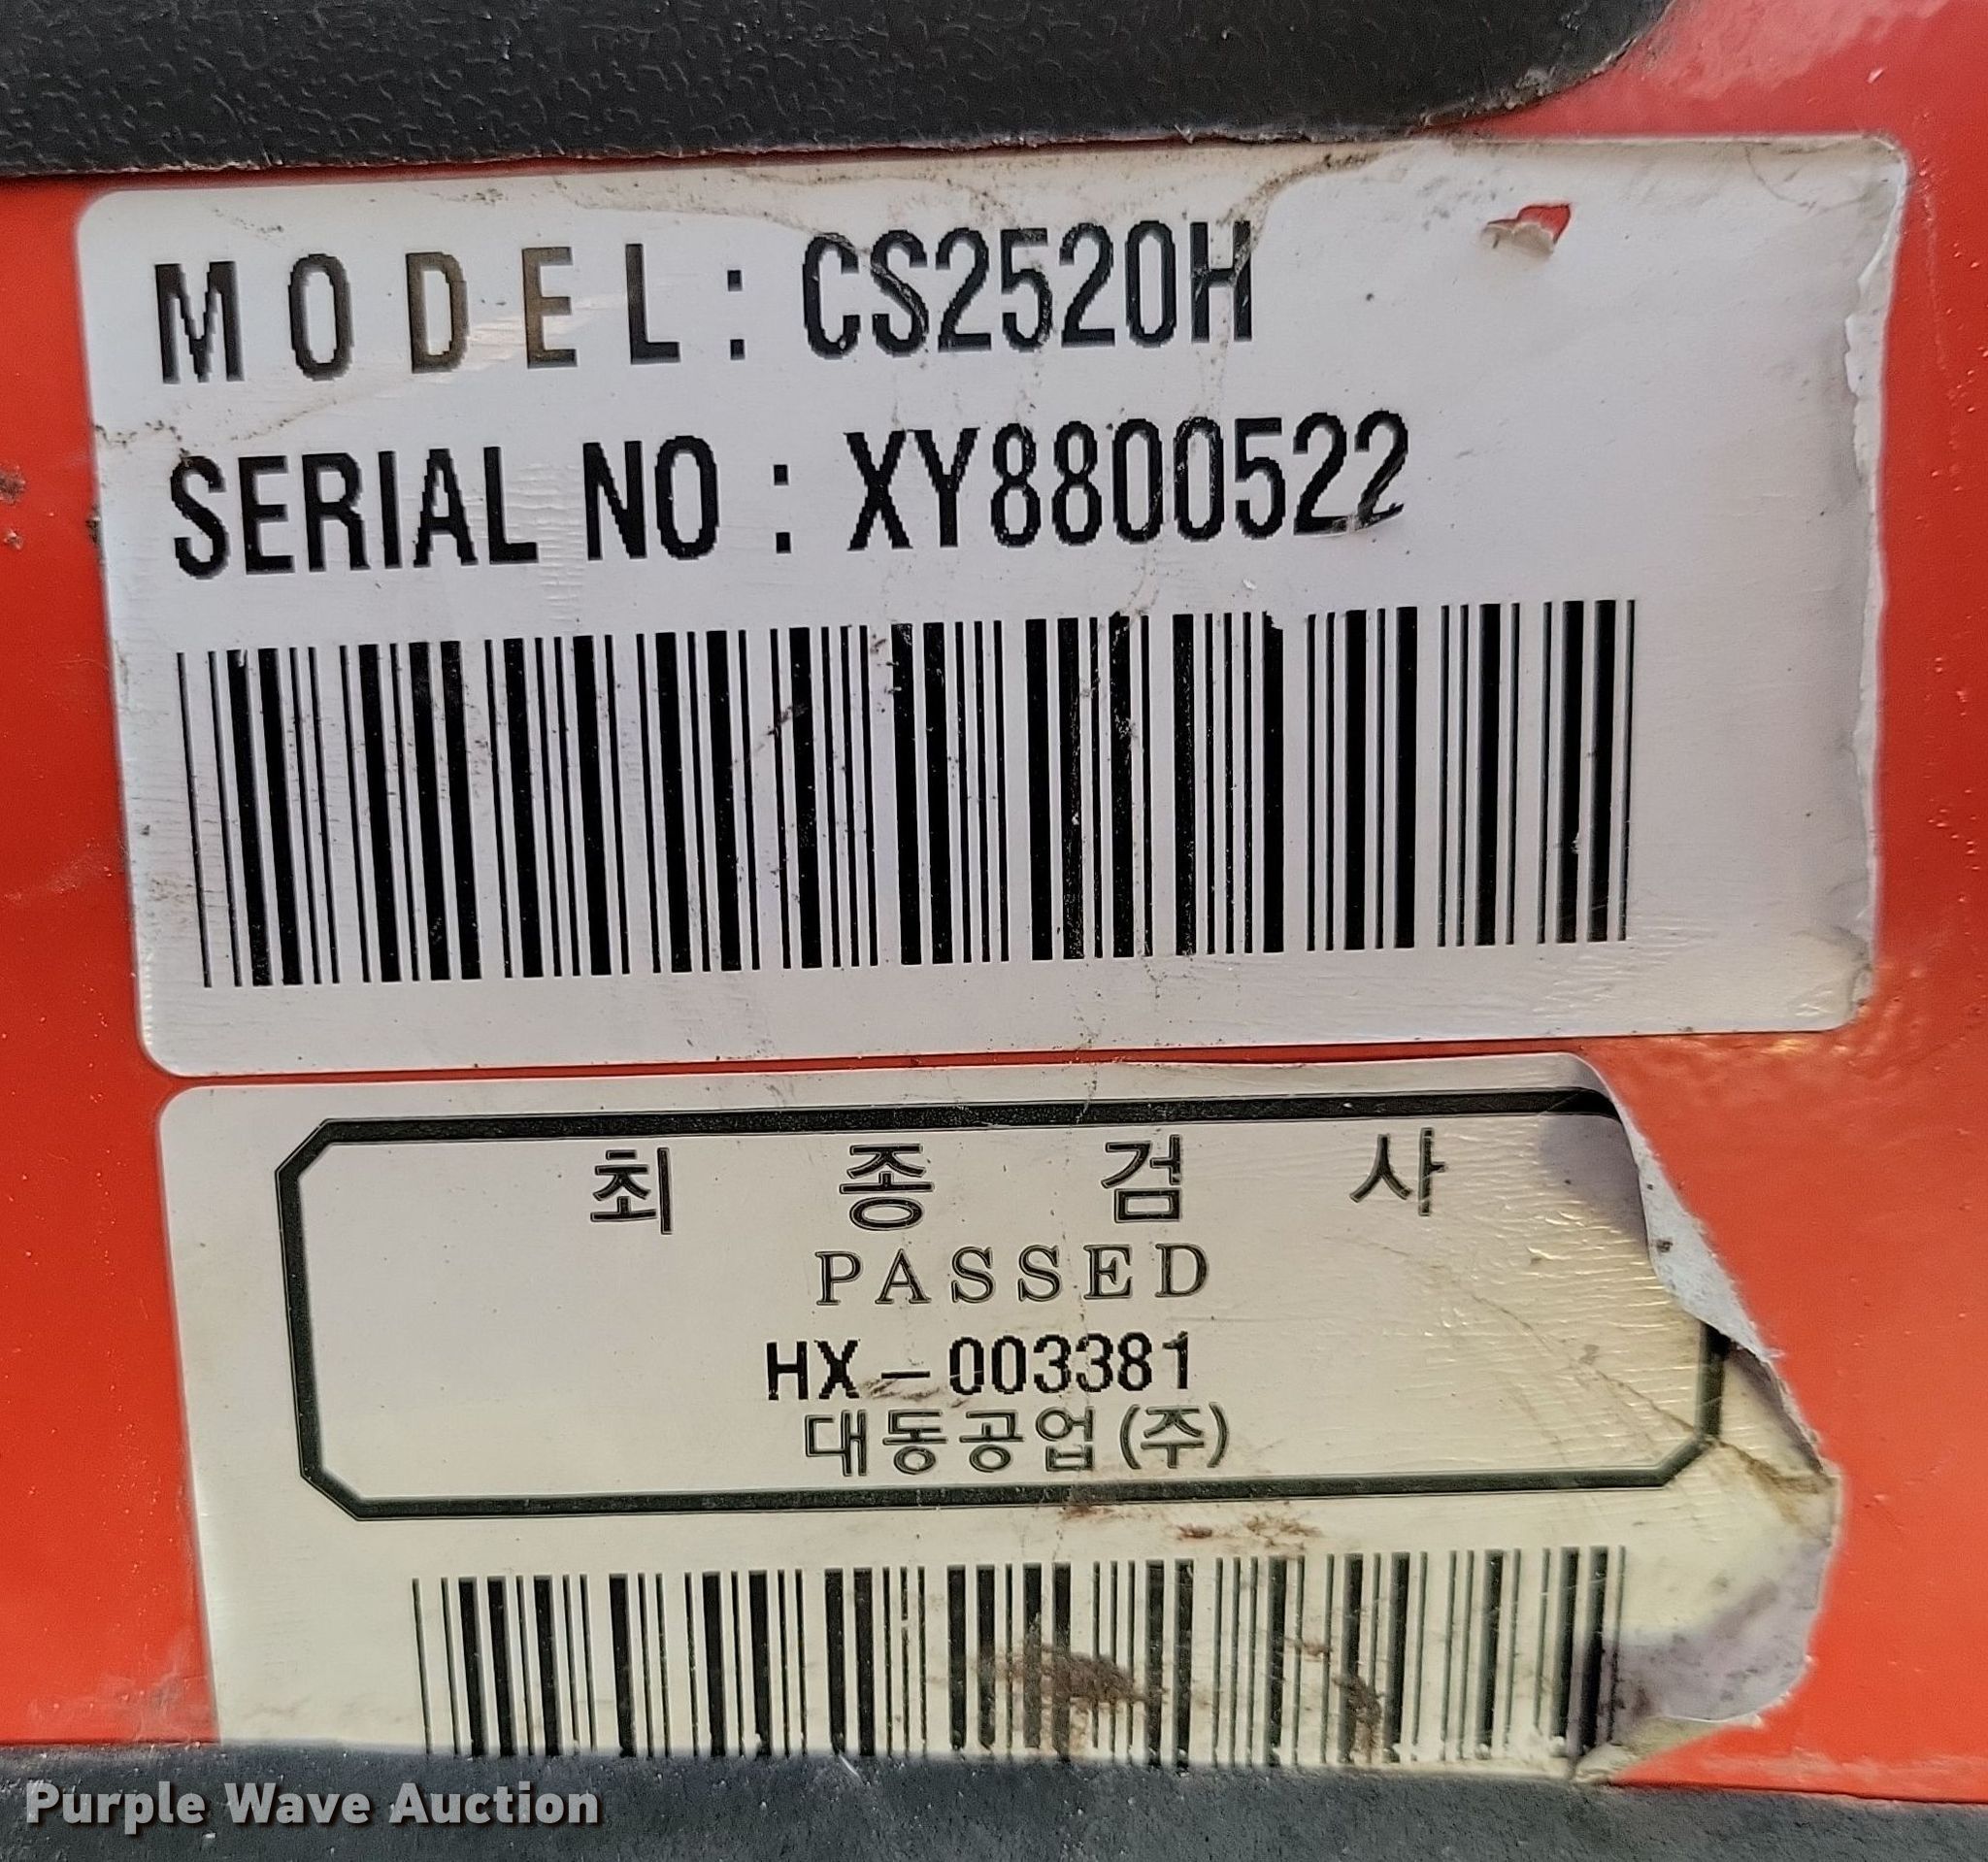 MODEL: CS2520H
SERIAL NO : XY8800522
최 종 검 사
PASSED
HX-003381
대동공업(주)
Purple Wave Auction